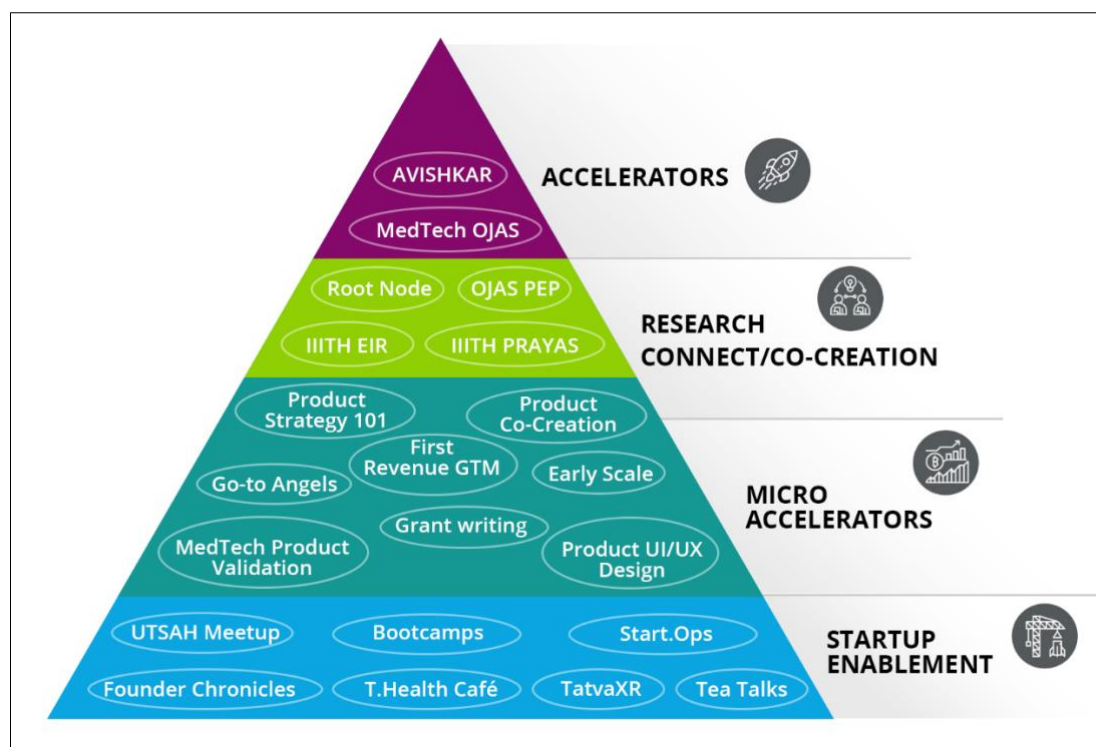 AVISHKAR
MedTech OJAS
ACCELERATORS
Root Node
OJAS PEP
IIITH EIR
IIITH PRAYAS
RESEARCH
CONNECT/CO-CREATION
Product
Strategy 101
Product
Co-Creation
First
Revenue GTM
Go-to Angels
Early Scale
Grant writing
MedTech Product
Validation
Product UI/UX
Design
MICRO
ACCELERATORS
UTSAH Meetup
Bootcamps
Start.Ops
Founder Chronicles
T.Health Café
TatvaXR
Tea Talks
STARTUP
ENABLEMENT